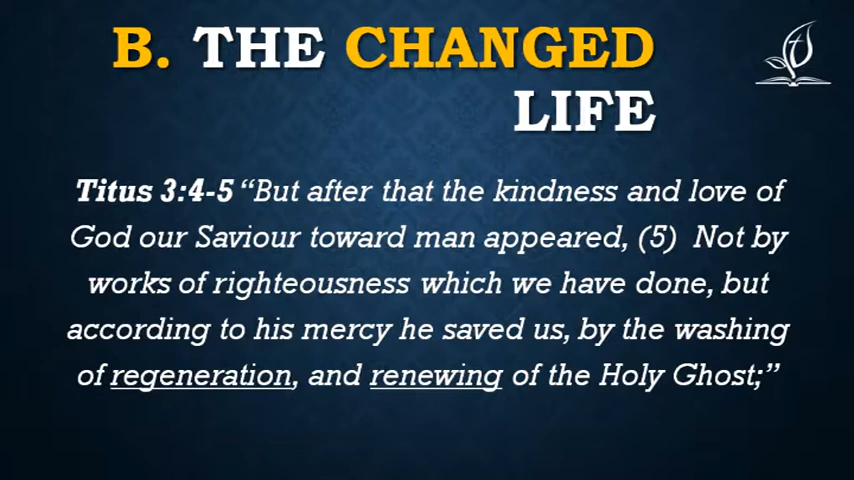 B. THE CHANGED
LIFE
Titus 3:4-5 “But after that the kindness and love of
God our Saviour toward man appeared, (5) Not by
works of righteousness which we have done, but
according to his mercy he saved us, by the washing
of regeneration, and renewing of the Holy Ghost;”